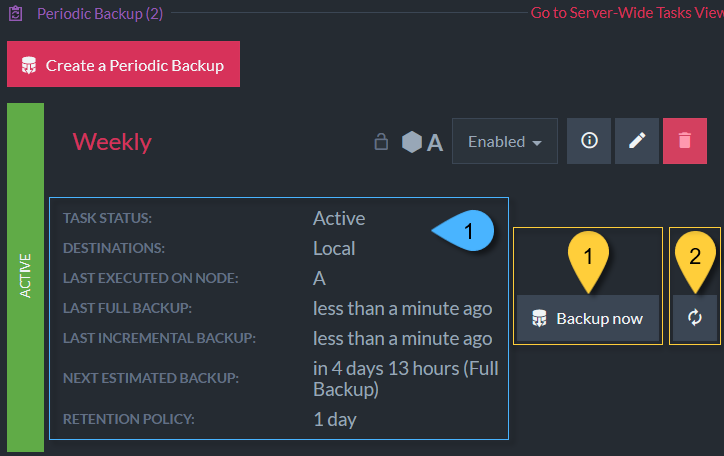 Periodic Backup (2)
Go to Server-Wide Tasks View
Create a Periodic Backup
Weekly
A
Enabled
ACTIVE
TASK STATUS: Active
DESTINATIONS: Local
LAST EXECUTED ON NODE: A
LAST FULL BACKUP: less than a minute ago
LAST INCREMENTAL BACKUP: less than a minute ago
NEXT ESTIMATED BACKUP: in 4 days 13 hours (Full
Backup)
RETENTION POLICY: 1 day
1
1
2
Backup now